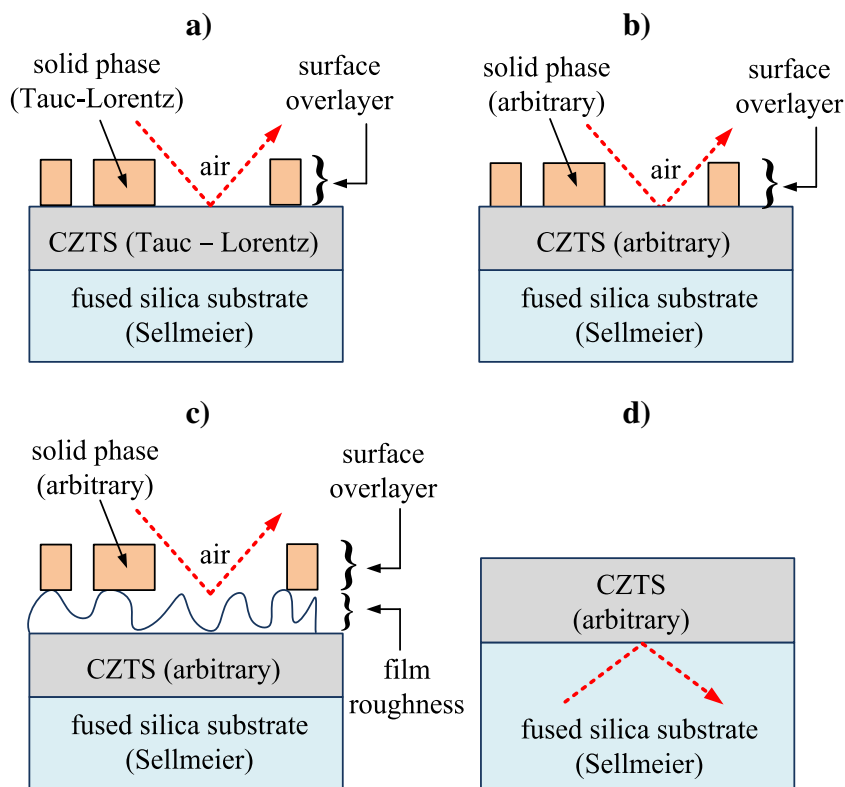 a)
solid phase
(Tauc-Lorentz)
surface
overlayer
air
}
CZTS (Tauc – Lorentz)
fused silica substrate
(Sellmeier)
b)
solid phase
(arbitrary)
surface
overlayer
air
}
CZTS (arbitrary)
fused silica substrate
(Sellmeier)
c)
solid phase
(arbitrary)
surface
overlayer
air
}
}
CZTS (arbitrary)
film
roughness
fused silica substrate
(Sellmeier)
d)
CZTS
(arbitrary)
fused silica substrate
(Sellmeier)